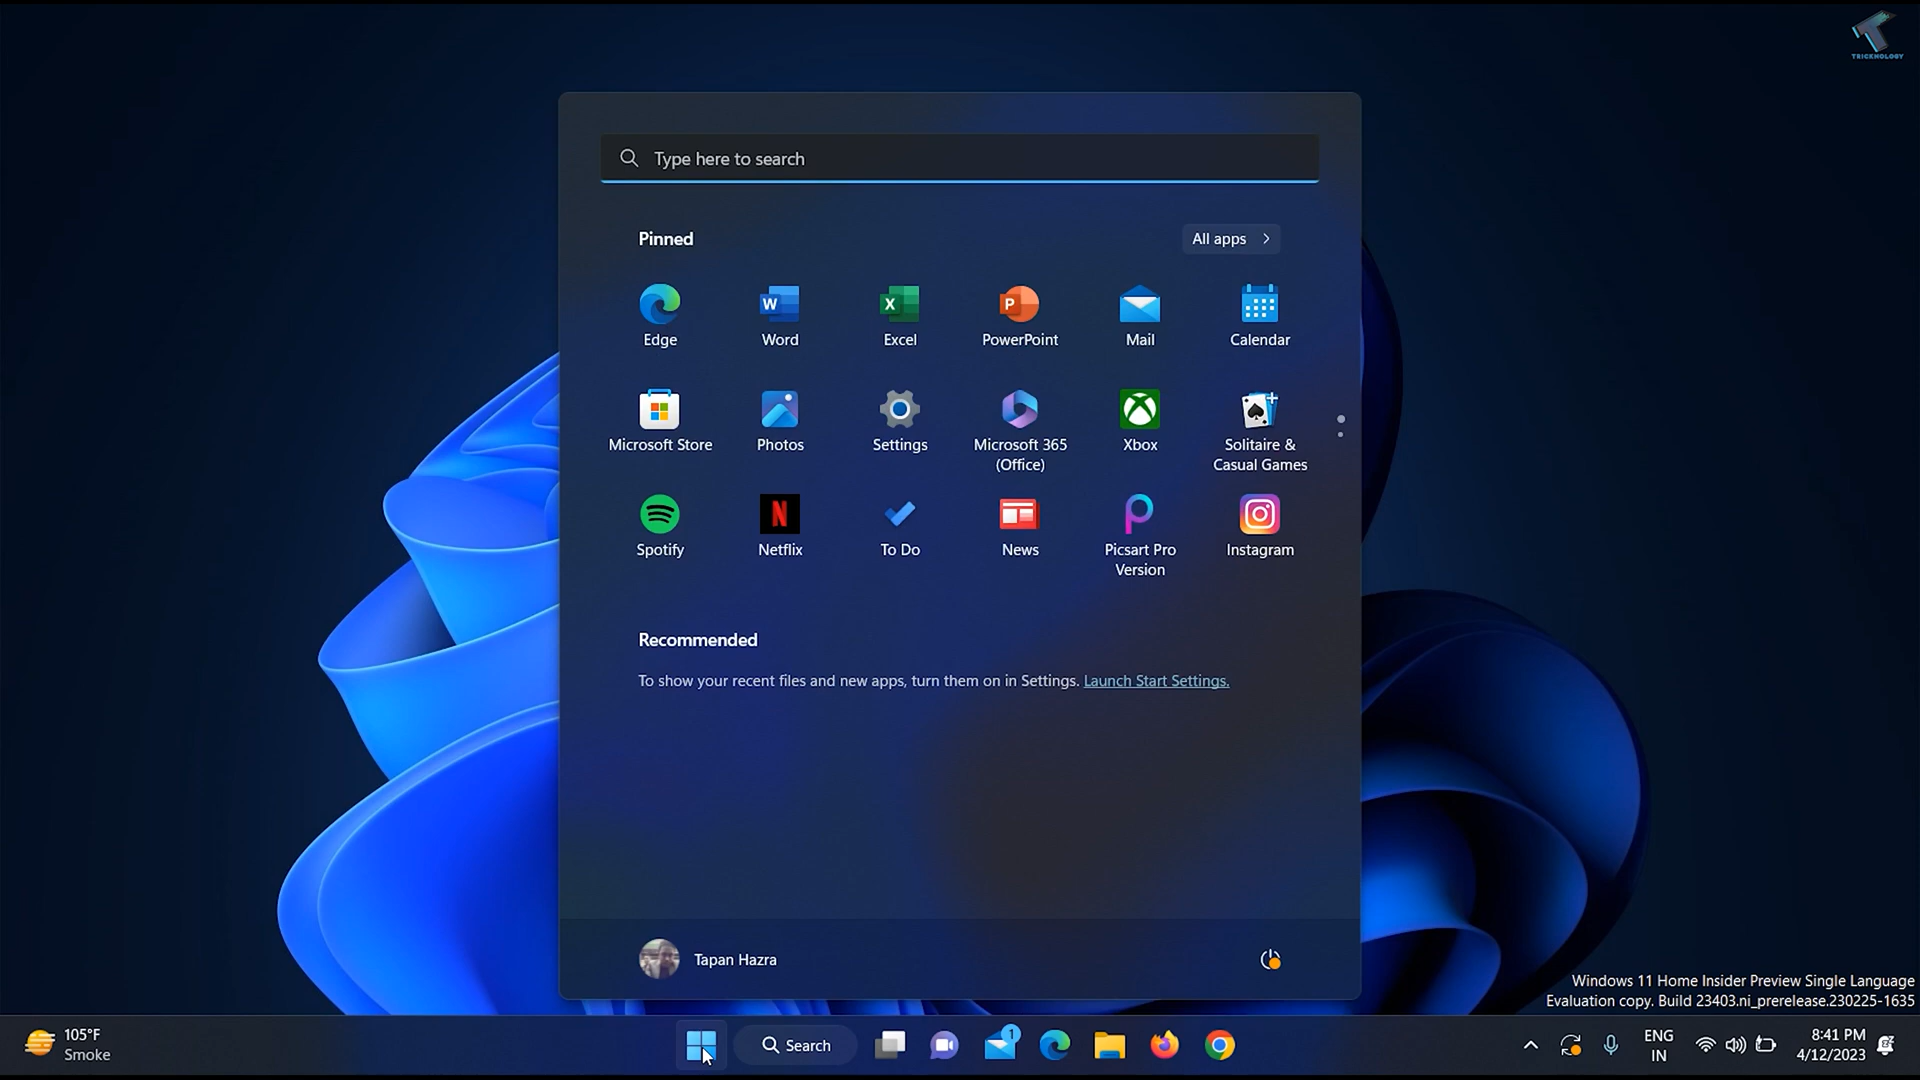 TRICKNOLOGY
Type here to search
Pinned
All apps
Edge
Word
Excel
PowerPoint
Mail
Calendar
Microsoft Store
Photos
Settings
Microsoft 365
(Office)
Xbox
Solitaire &
Casual Games
Spotify
Netflix
To Do
News
Picsart Pro
Version
Instagram
Recommended
To show your recent files and new apps, turn them on in Settings. Launch Start Settings.
Tapan Hazra
Windows 11 Home Insider Preview Single Language
Evaluation copy. Build 23403.ni_prerelease.230225-1635
105°F
Smoke
Search
1
ENG
IN
8:41 PM
4/12/2023